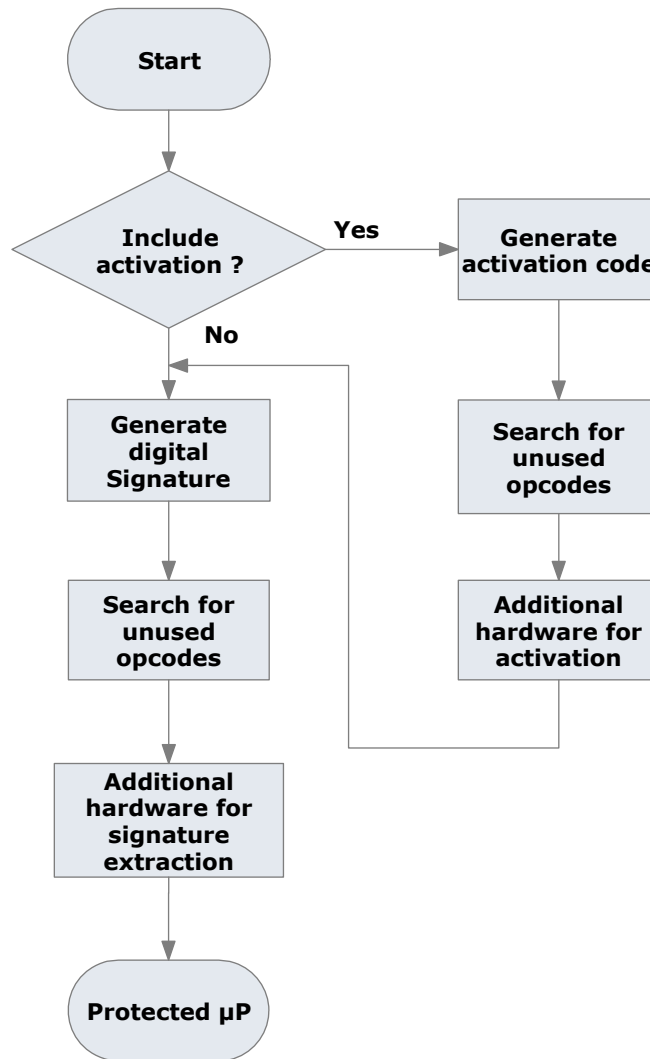 Start
Include
activation ?
Yes
Generate
activation code
No
Generate
digital
Signature
Search for
unused
opcodes
Search for
unused
opcodes
Additional
hardware for
activation
Additional
hardware for
signature
extraction
Protected µP